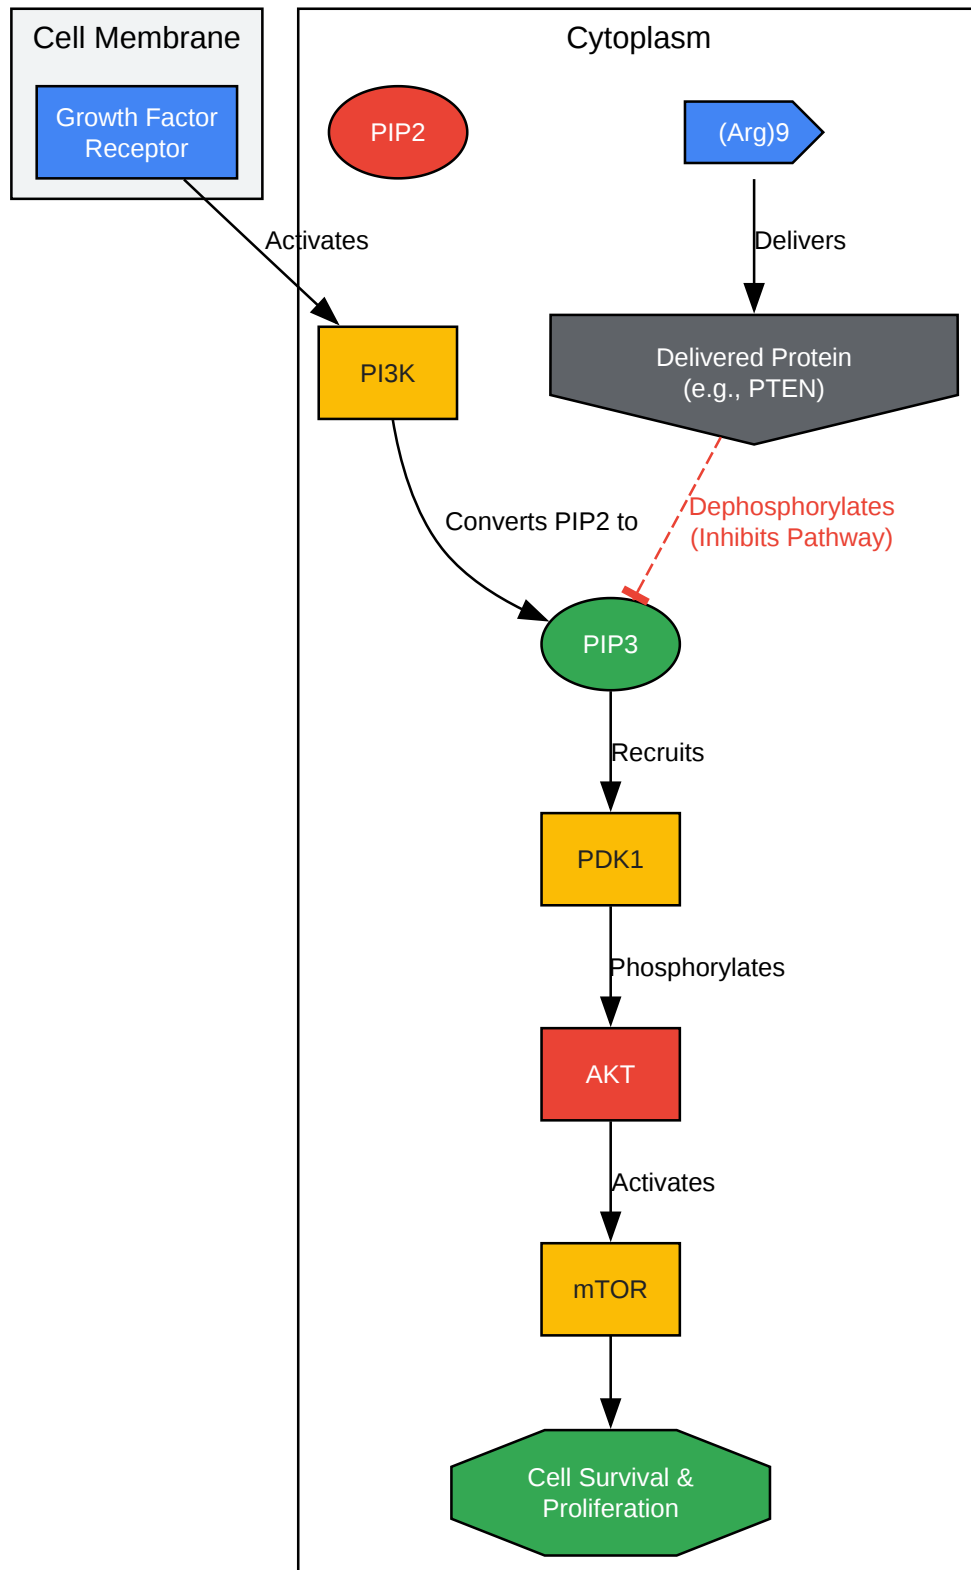 Cell Membrane
Cytoplasm
Growth Factor
Receptor
PIP2
(Arg)9
Activates
Delivers
PI3K
Delivered Protein
(e.g., PTEN)
Converts PIP2 to
Dephosphorylates
(Inhibits Pathway)
PIP3
Recruits
PDK1
Phosphorylates
AKT
Activates
mTOR
Cell Survival &
Proliferation